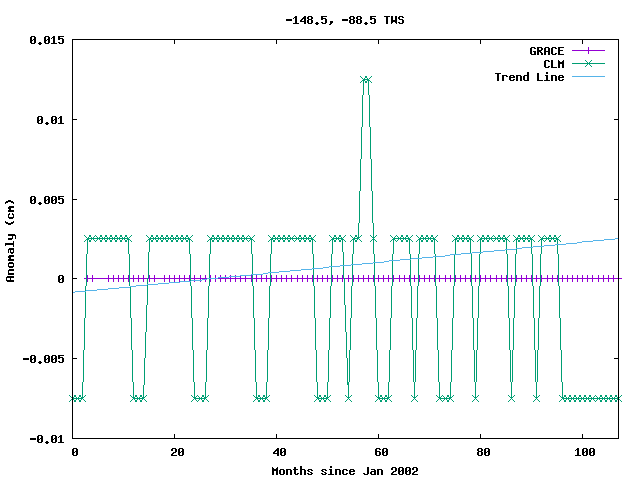 -148.5, -88.5 TWS
0.015
GRACE
CLM
Trend Line
0.01
0.005
Anomaly (cm)
0
-0.005
-0.01
0 20 40 60 80 100
Months since Jan 2002